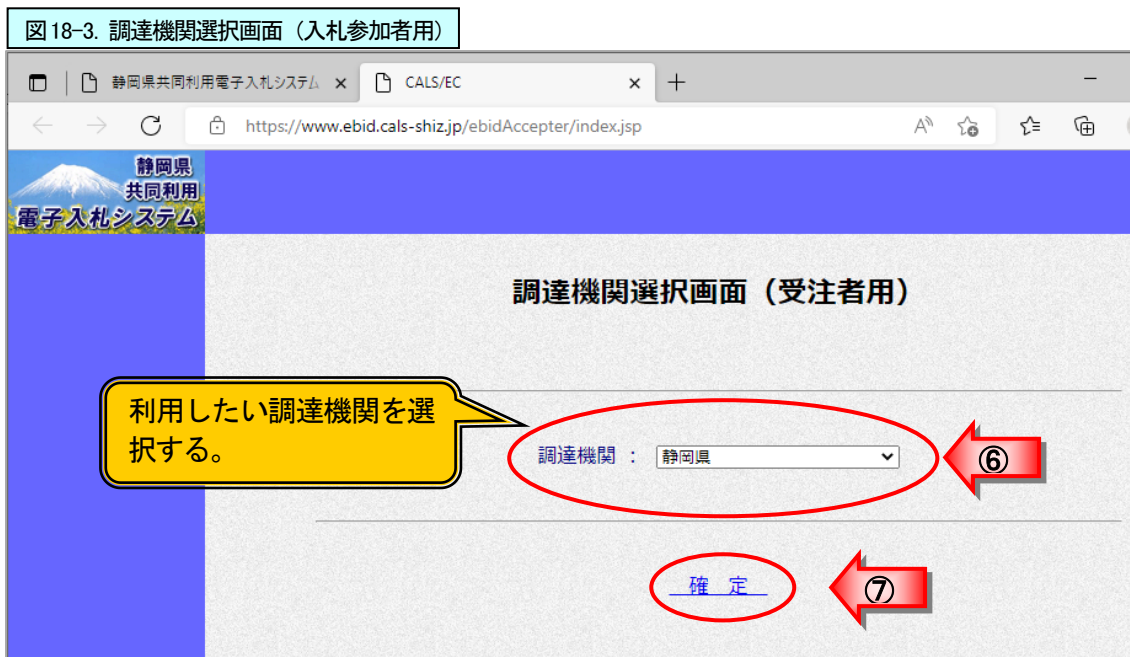 図18-3. 調達機関選択画面（入札参加者用）
静岡県共同利用電子入札システム
CALS/EC
https://www.ebid.cals-shiz.jp/ebidAccepter/index.jsp
静岡県
共同利用
電子入札システム
調達機関選択画面（受注者用）
利用したい調達機関を選
択する。
調達機関 ： 静岡県
⑥
確 定
⑦